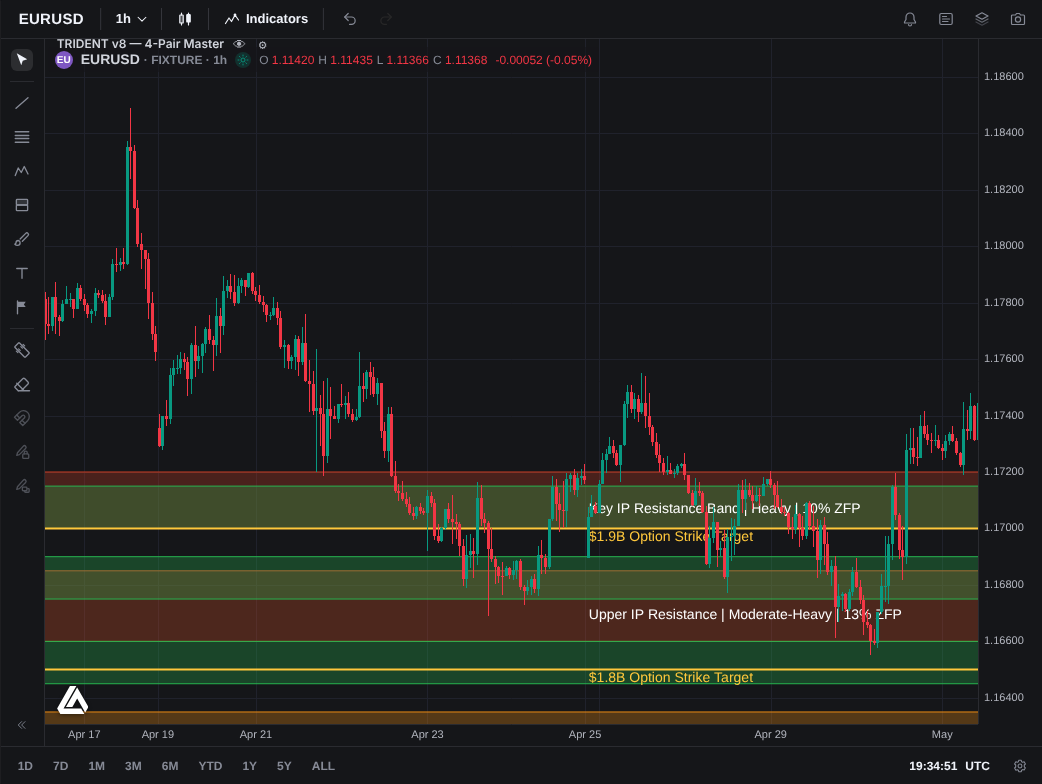 EURUSD 1h Indicators
TRIDENT v8 — 4-Pair Master
EU EURUSD · FIXTURE · 1h O 1.11420 H 1.11435 L 1.11366 C 1.11368 -0.00052 (-0.05%)
1.18600
1.18400
1.18200
1.18000
1.17800
1.17600
1.17400
1.17200
Key IP Resistance Band | Heavy | 10% ZFP
1.17000
$1.9B Option Strike Target
1.16800
Upper IP Resistance | Moderate-Heavy | 13% ZFP
1.16600
$1.8B Option Strike Target
1.16400
Apr 17 Apr 19 Apr 21 Apr 23 Apr 25 Apr 29 May
1D 7D 1M 3M 6M YTD 1Y 5Y ALL 19:34:51 UTC